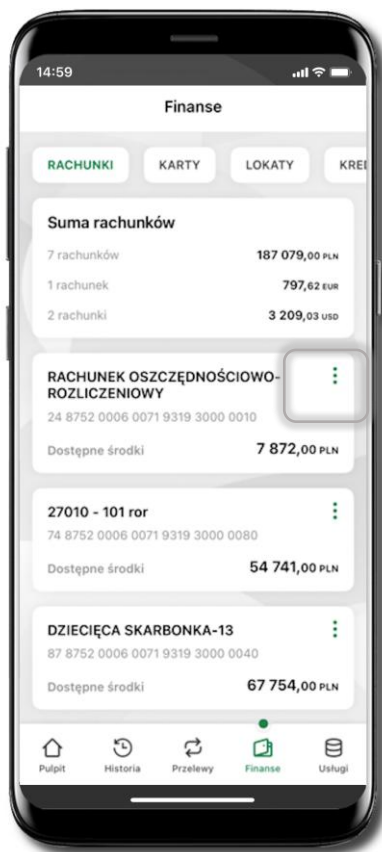 14:59
Finanse
RACHUNKI KARTY LOKATY KRED
Suma rachunków
7 rachunków 187 079,00 PLN
1 rachunek 797,62 EUR
2 rachunki 3 209,03 USD
RACHUNEK OSZCZĘDNOŚCIOWO-
ROZLICZENIOWY
24 8752 0006 0071 9319 3000 0010
Dostępne środki 7 872,00 PLN
27010 - 101 ror
74 8752 0006 0071 9319 3000 0080
Dostępne środki 54 741,00 PLN
DZIECIĘCA SKARBONKA-13
87 8752 0006 0071 9319 3000 0040
Dostępne środki 67 754,00 PLN
Pulpit Historia Przelewy Finanse Usługi